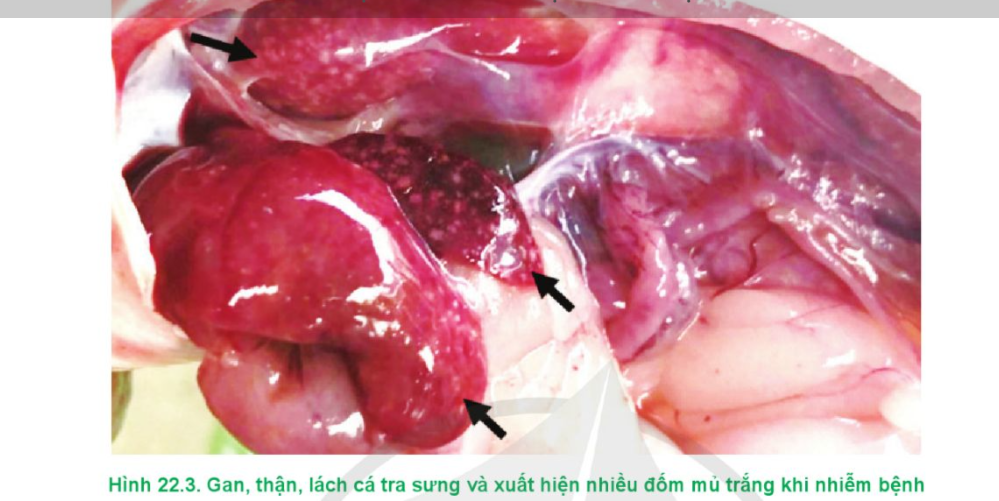 Hình 22.3. Gan, thận, lách cá tra sưng và xuất hiện nhiều đốm mủ trắng khi nhiễm bệnh